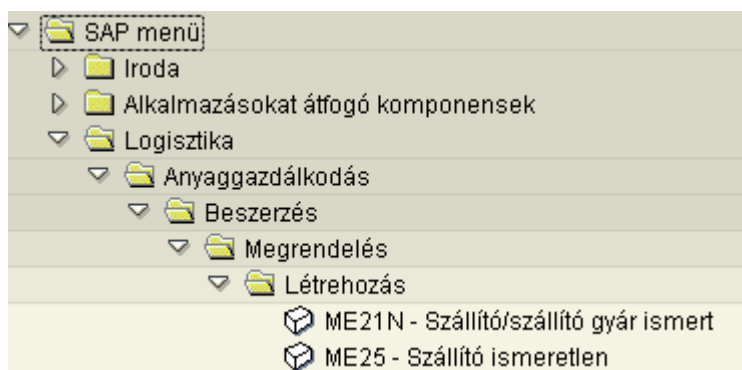 SAP menü
Iroda
Alkalmazásokat átfogó komponensek
Logisztika
Anyaggazdálkodás
Beszerzés
Megrendelés
Létrehozás
ME21N - Szállító/szállító gyár ismert
ME25 - Szállító ismeretlen